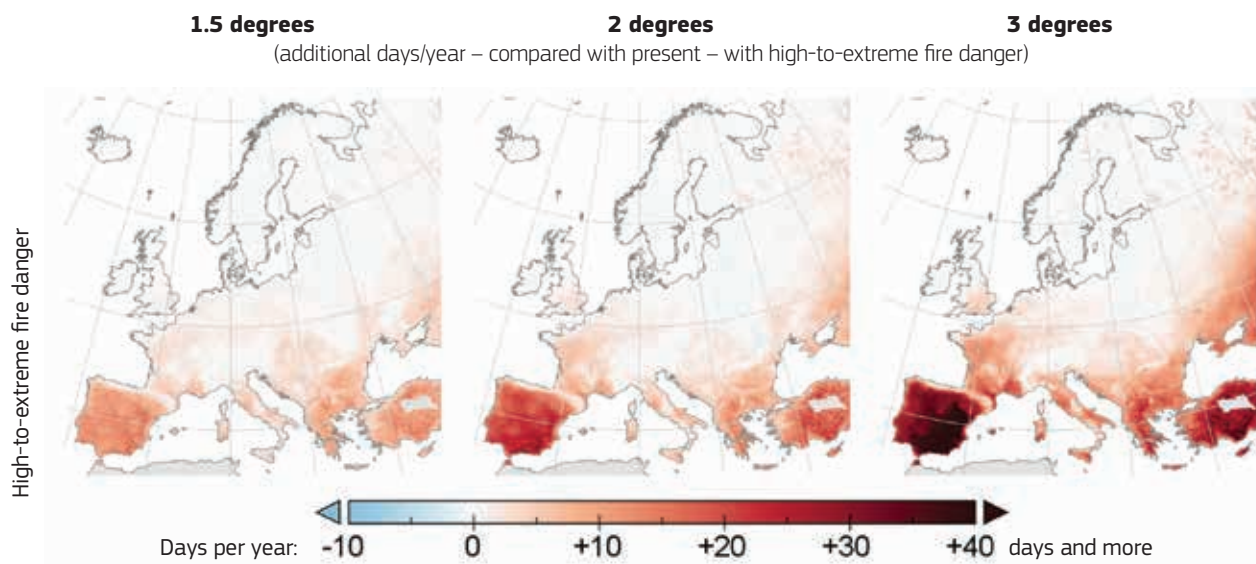 1.5 degrees
2 degrees
3 degrees
(additional days/year – compared with present – with high-to-extreme fire danger)
High-to-extreme fire danger
Days per year: -10 0 +10 +20 +30 +40 days and more